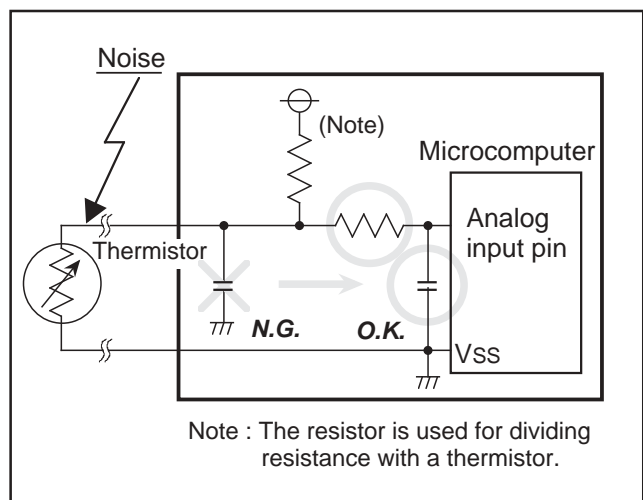 Noise
(Note)
Microcomputer
Analog
input pin
Thermistor
N.G.
O.K.
VSS
Note : The resistor is used for dividing
resistance with a thermistor.